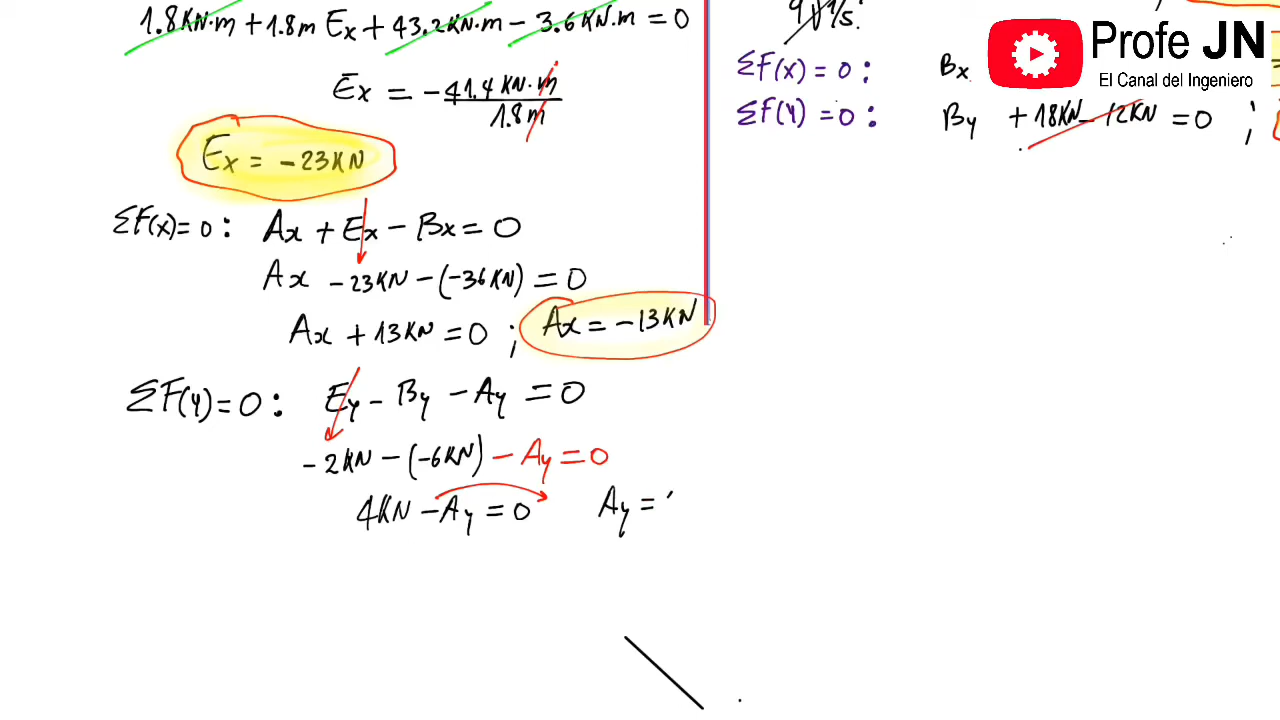 1.8KN·m + 1.8m Ex + 43.2KN·m − 3.6KN·m = 0
Ex = −41.4 KN·m / 1.8m
Ex = −23KN
ΣF(x)=0: Ax + Ex − Bx = 0
Ax −23KN −(−36KN) = 0
Ax + 13KN = 0 ; Ax = −13KN
ΣF(y)=0: Ey − By − Ay = 0
−2KN −(−6KN) − Ay = 0
4KN − Ay = 0 Ay =
ΣF(x) = 0: Bx
ΣF(y) = 0: By +18KN − 12KN = 0 ;
Profe JN
El Canal del Ingeniero